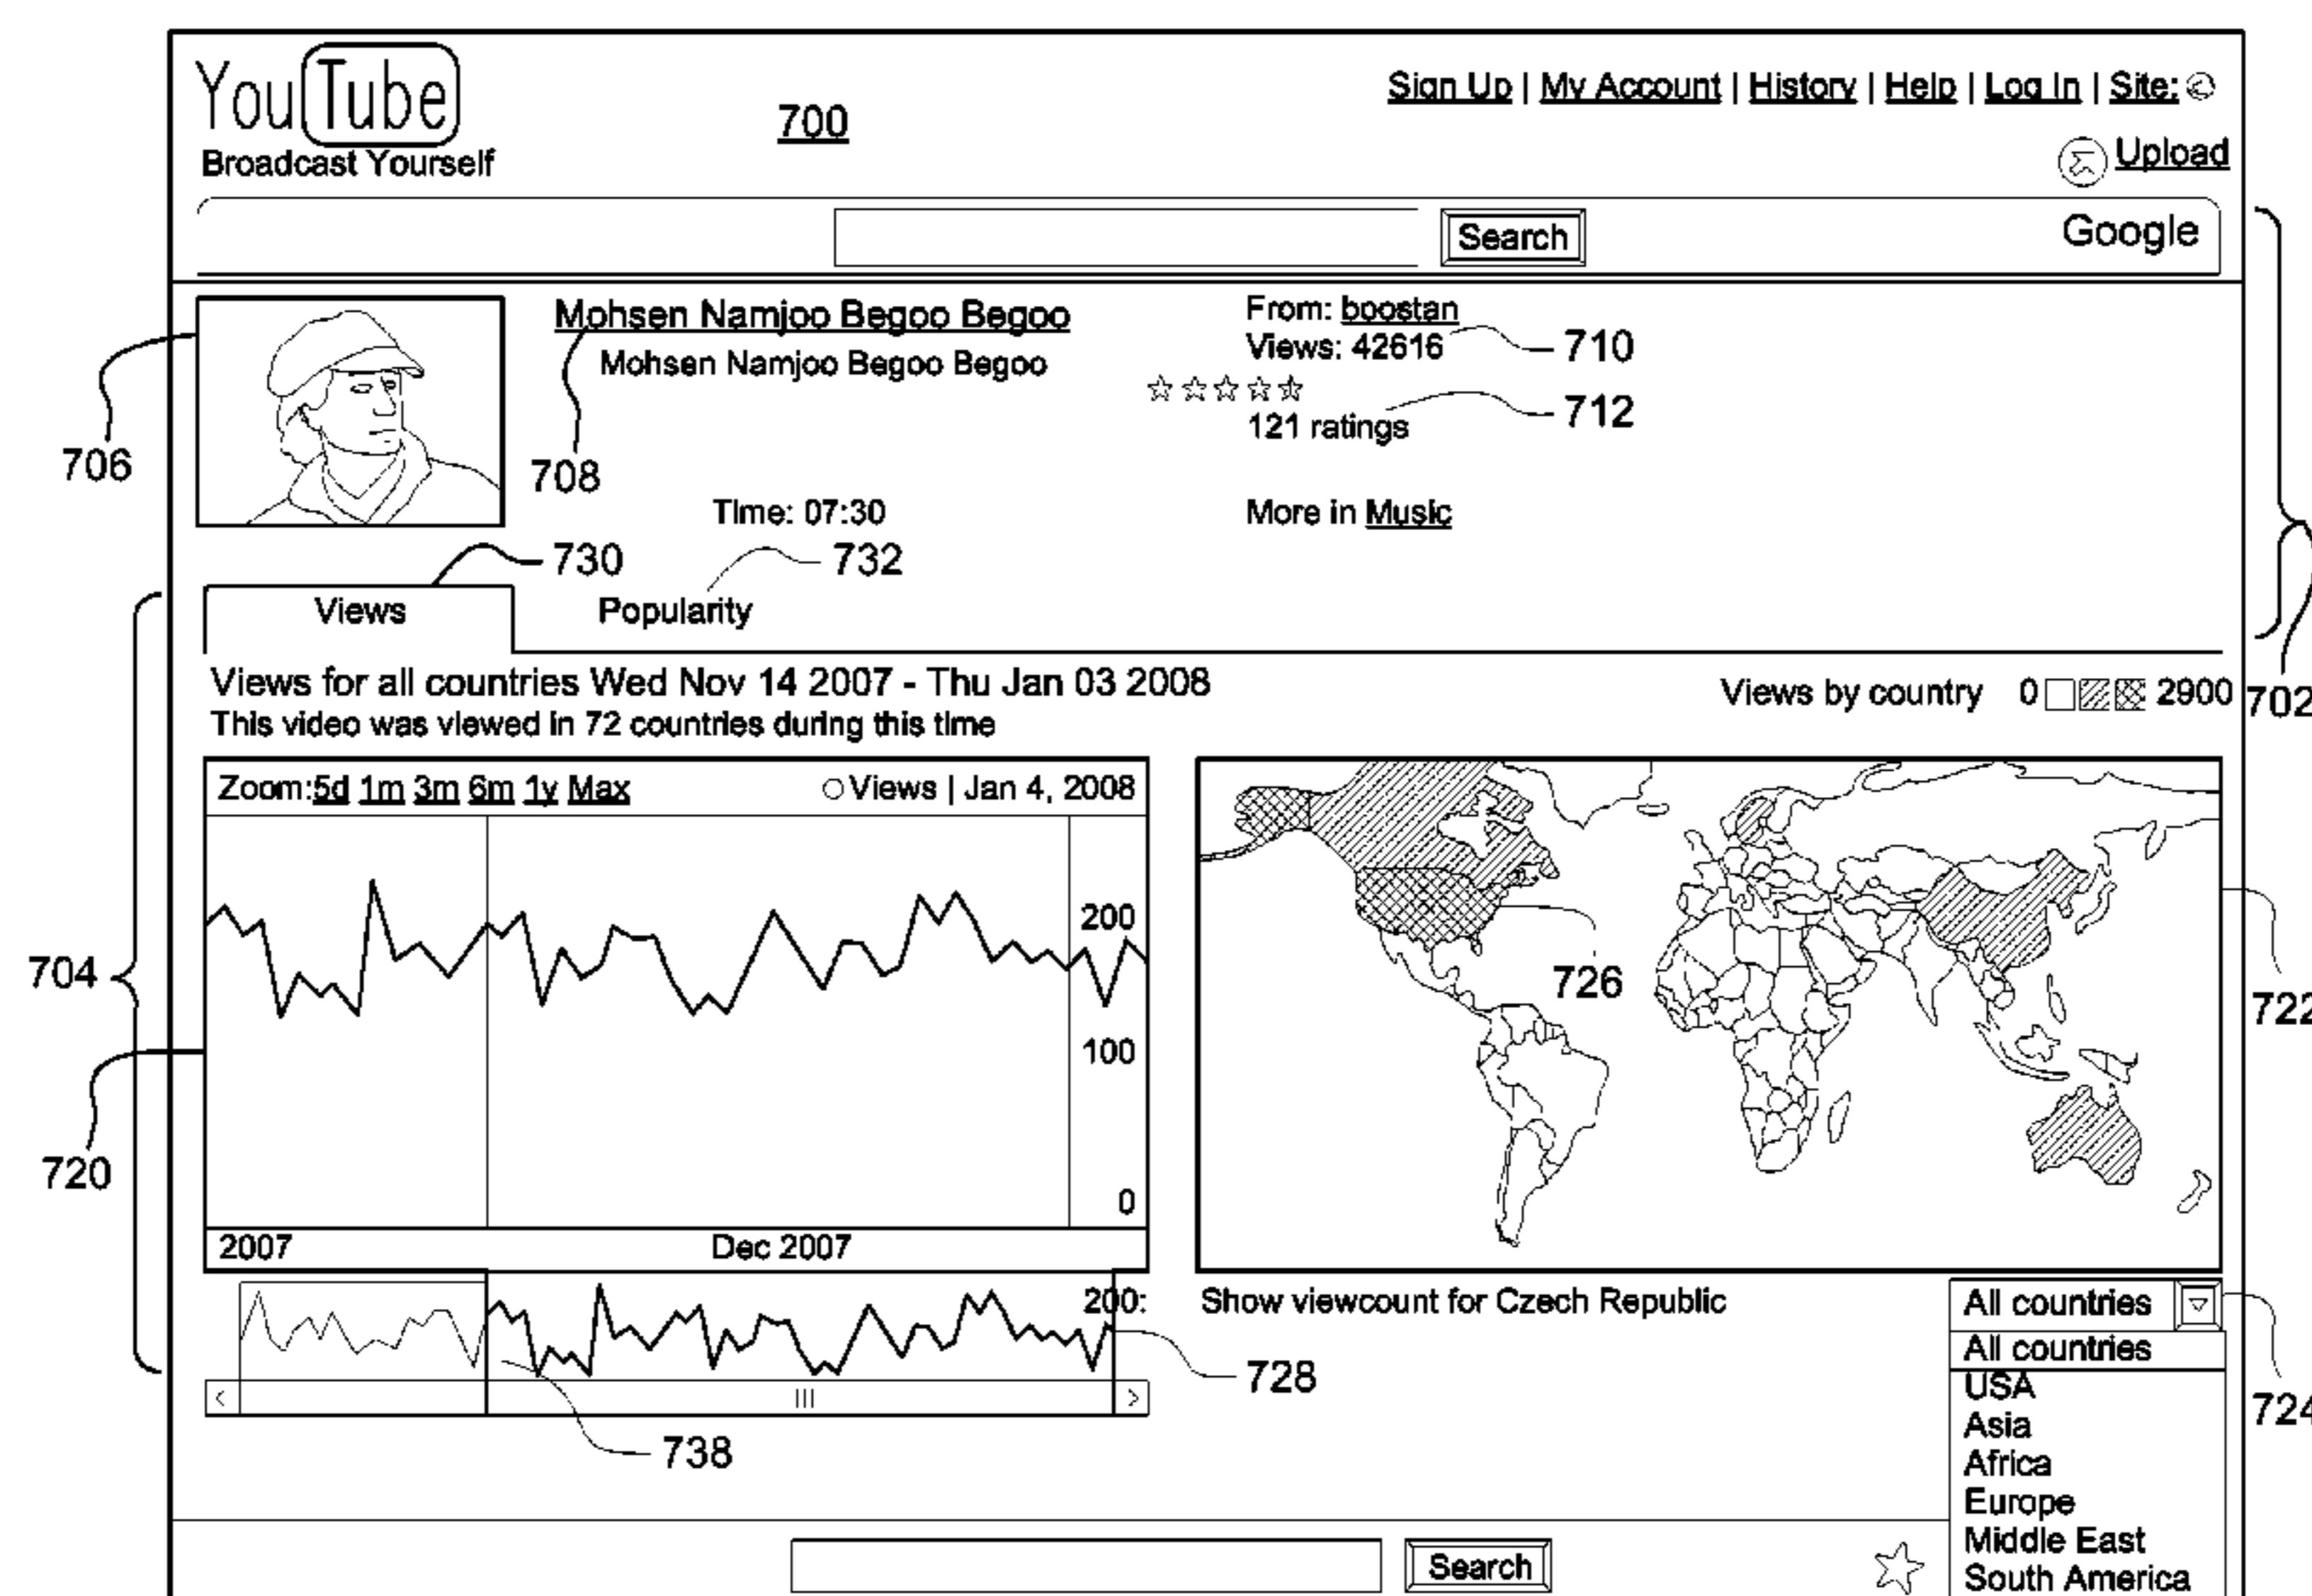 YouTube
Broadcast Yourself
700
Sign Up | My Account | History | Help | Log In | Site:
Upload
Search
Google
Mohsen Namjoo Begoo Begoo
Mohsen Namjoo Begoo Begoo
From: boostan
Views: 42616
710
121 ratings
712
706
708
Time: 07:30
More in Music
730
732
Views
Popularity
702
Views for all countries Wed Nov 14 2007 - Thu Jan 03 2008
This video was viewed in 72 countries during this time
Views by country 0 2900
Zoom: 5d 1m 3m 6m 1y Max
Views | Jan 4, 2008
200
100
0
2007
Dec 2007
704
720
726
722
200:
728
738
Show viewcount for Czech Republic
All countries
All countries
USA
Asia
Africa
Europe
Middle East
South America
724
Search